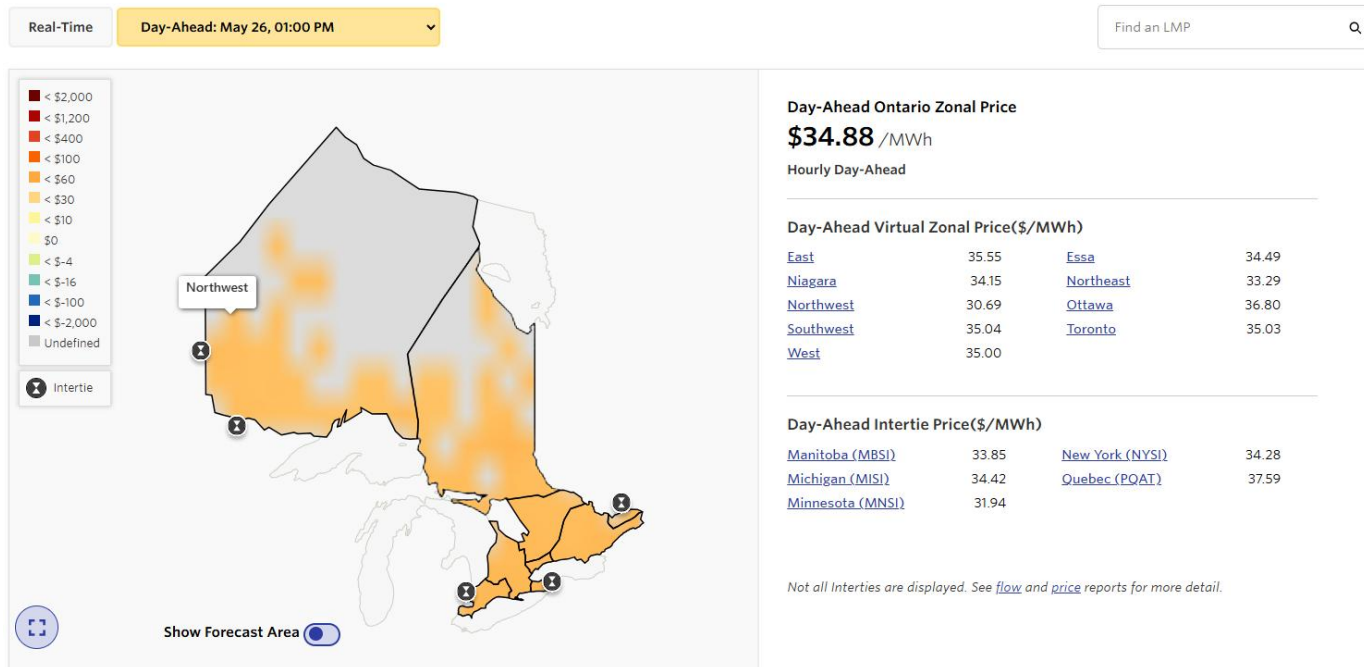 Real-Time
Day-Ahead: May 26, 01:00 PM
Find an LMP
< $2,000
< $1,200
< $400
< $100
< $60
< $30
< $10
$0
< $-4
< $-16
< $-100
< $-2,000
Undefined
Intertie
Northwest
Show Forecast Area
Day-Ahead Ontario Zonal Price
$34.88 /MWh
Hourly Day-Ahead
Day-Ahead Virtual Zonal Price($/MWh)
East 35.55 Essa 34.49
Niagara 34.15 Northeast 33.29
Northwest 30.69 Ottawa 36.80
Southwest 35.04 Toronto 35.03
West 35.00
Day-Ahead Intertie Price($/MWh)
Manitoba (MBSI) 33.85 New York (NYSI) 34.28
Michigan (MISI) 34.42 Quebec (PQAT) 37.59
Minnesota (MNSI) 31.94
Not all Interties are displayed. See flow and price reports for more detail.